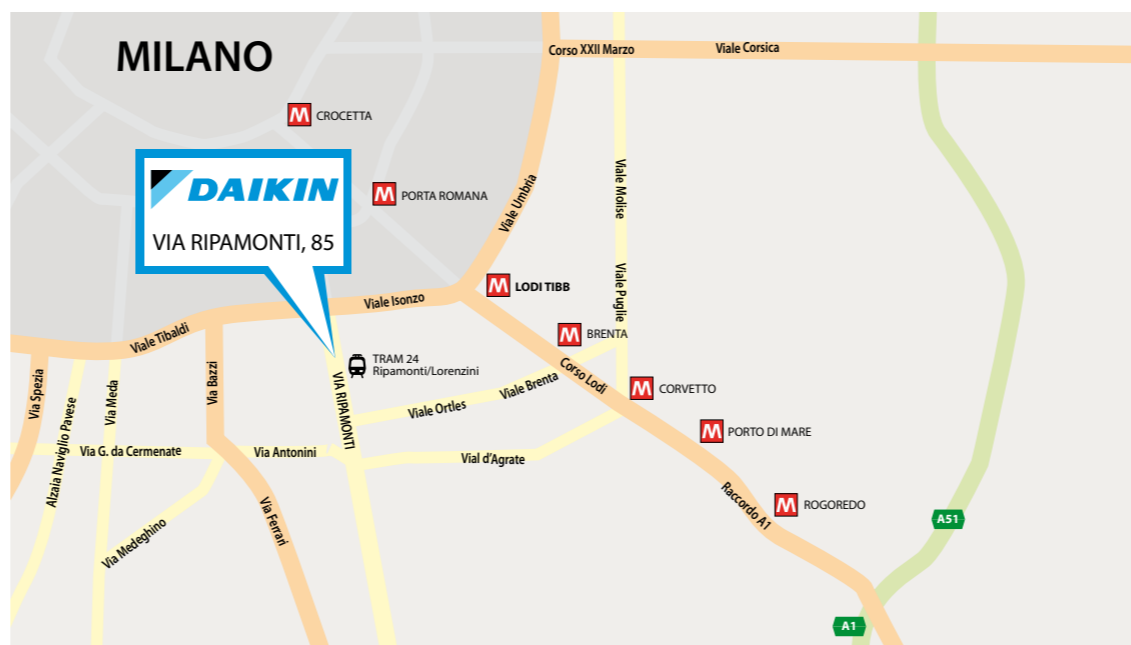 MILANO
Corso XXII Marzo
Viale Corsica
M CROCETTA
DAIKIN
VIA RIPAMONTI, 85
M PORTA ROMANA
Viale Umbria
Viale Molise
Viale Puglie
M LODI TIBB
Viale Isonzo
Viale Tibaldi
M BRENTA
TRAM 24
Ripamonti/Lorenzini
VIA RIPAMONTI
Via Spezia
Alzaia Naviglio Pavese
Via Meda
Via Bazzi
Viale Ortles
Viale Brenta
Corso Lodi
M CORVETTO
M PORTO DI MARE
Via G. da Cermenate
Via Antonini
Vial d'Agrate
Via Medeghino
Via Ferrari
Raccordo A1
M ROGOREDO
A51
A1